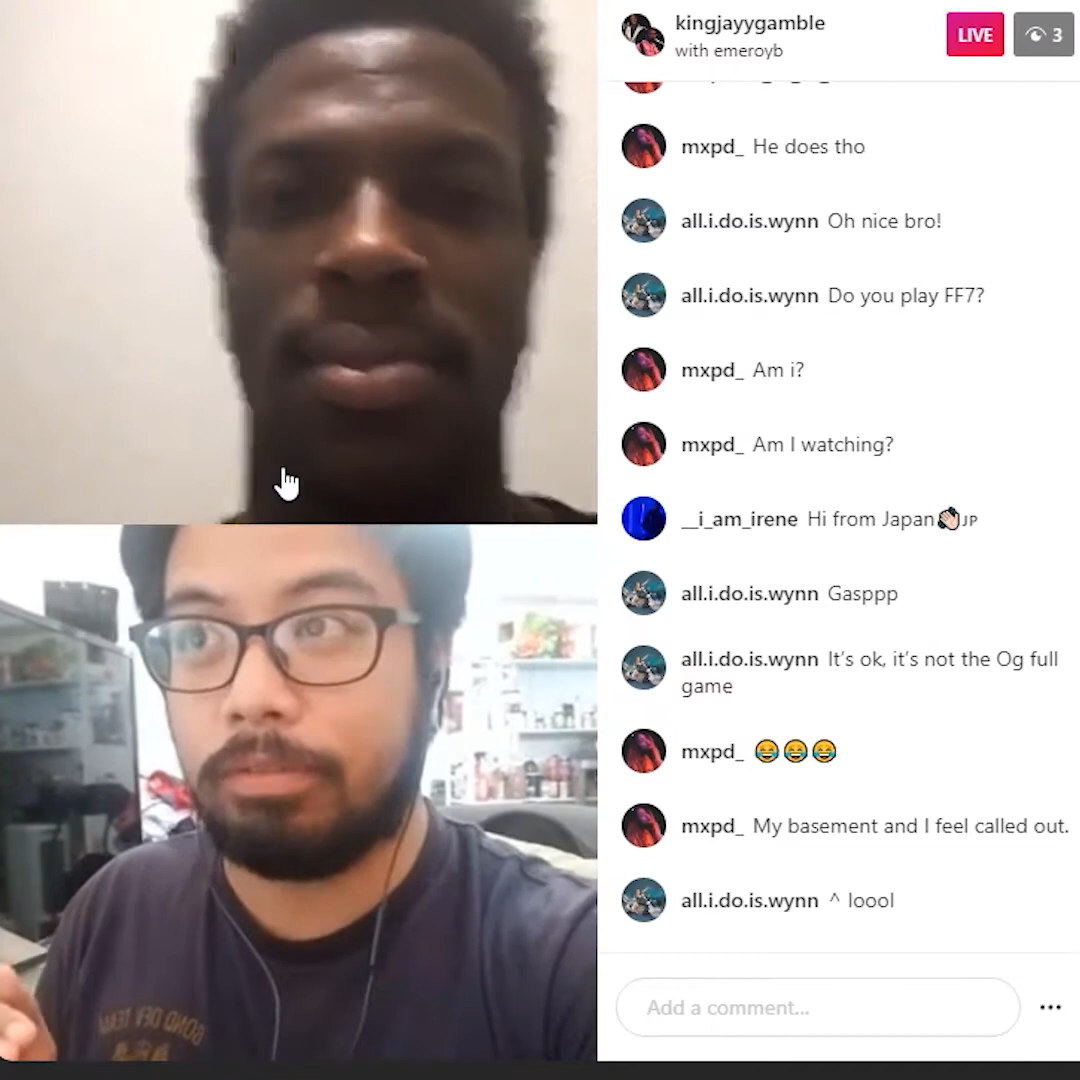 kingjayygamble
with emeroyb
LIVE
3
mxpd_ He does tho
all.i.do.is.wynn Oh nice bro!
all.i.do.is.wynn Do you play FF7?
mxpd_ Am i?
mxpd_ Am I watching?
__i_am_irene Hi from Japan👏🏻JP
all.i.do.is.wynn Gasppp
all.i.do.is.wynn It’s ok, it’s not the Og full
game
mxpd_ 😂😂😂
mxpd_ My basement and I feel called out.
all.i.do.is.wynn ^ loool
Add a comment...
BOND DEV TEAM